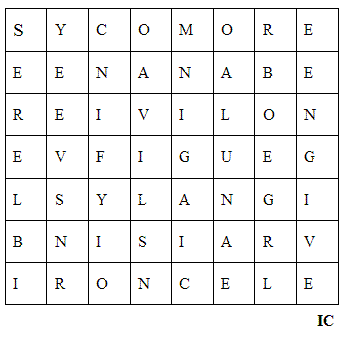 S Y C O M O R E
E E N A N A B E
R E I V I L O N
E V F I G U E G
L S Y L A N G I
B N I S I A R V
I R O N C E L E
IC